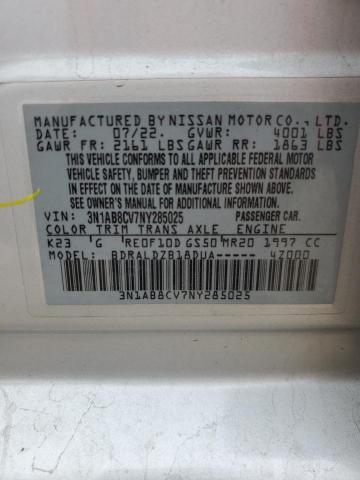 MANUFACTURED BY NISSAN MOTOR CO., LTD.
DATE: 07/22. GVWR: 4001 LBS
GAWR FR: 2161 LBS GAWR RR: 1863 LBS
THIS VEHICLE CONFORMS TO ALL APPLICABLE FEDERAL MOTOR
VEHICLE SAFETY, BUMPER AND THEFT PREVENTION STANDARDS
IN EFFECT ON THE DATE OF MANUFACTURE SHOWN ABOVE.
SEE OWNER'S MANUAL FOR ADDITIONAL INFORMATION.
VIN: 3N1AB8CV7NY285025 PASSENGER CAR.
COLOR TRIM TRANS AXLE ENGINE
K23 G RE0F10D GS50 MR20 1997 CC
MODEL: BDRALDZB18DUA----- 4Z000
3N1AB8CV7NY285025